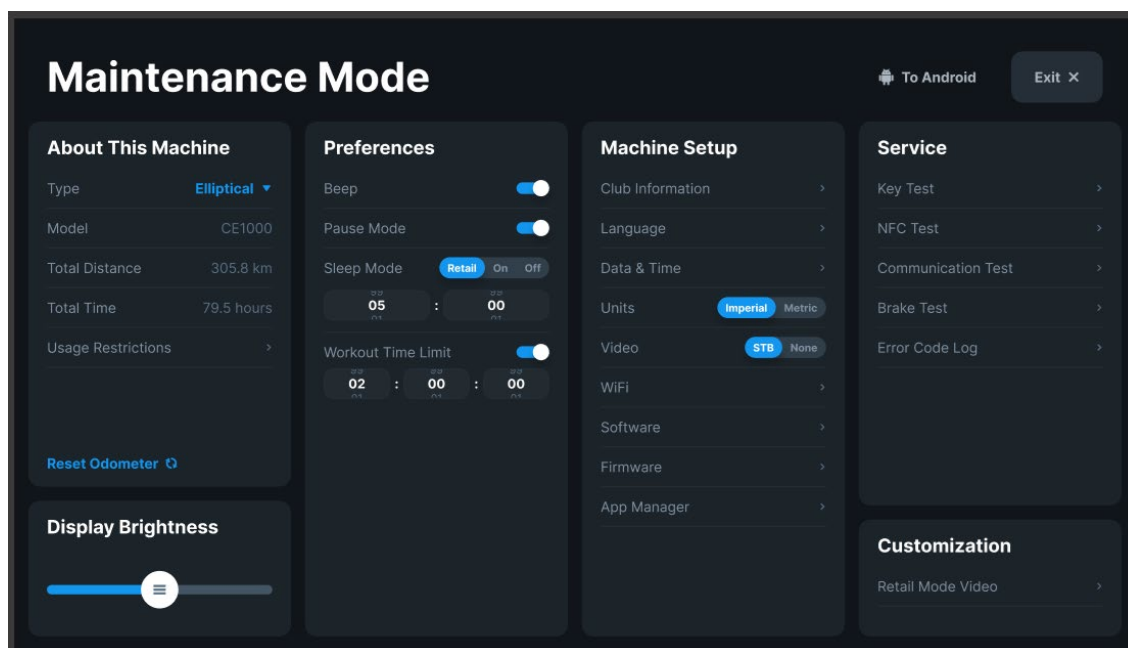 Maintenance Mode
To Android
Exit ×
About This Machine
Type Elliptical
Model CE1000
Total Distance 305.8 km
Total Time 79.5 hours
Usage Restrictions
Reset Odometer
Display Brightness
Preferences
Beep
Pause Mode
Sleep Mode Retail On Off
05 : 00
Workout Time Limit
02 : 00 : 00
Machine Setup
Club Information
Language
Data & Time
Units Imperial Metric
Video STB None
WiFi
Software
Firmware
App Manager
Service
Key Test
NFC Test
Communication Test
Brake Test
Error Code Log
Customization
Retail Mode Video